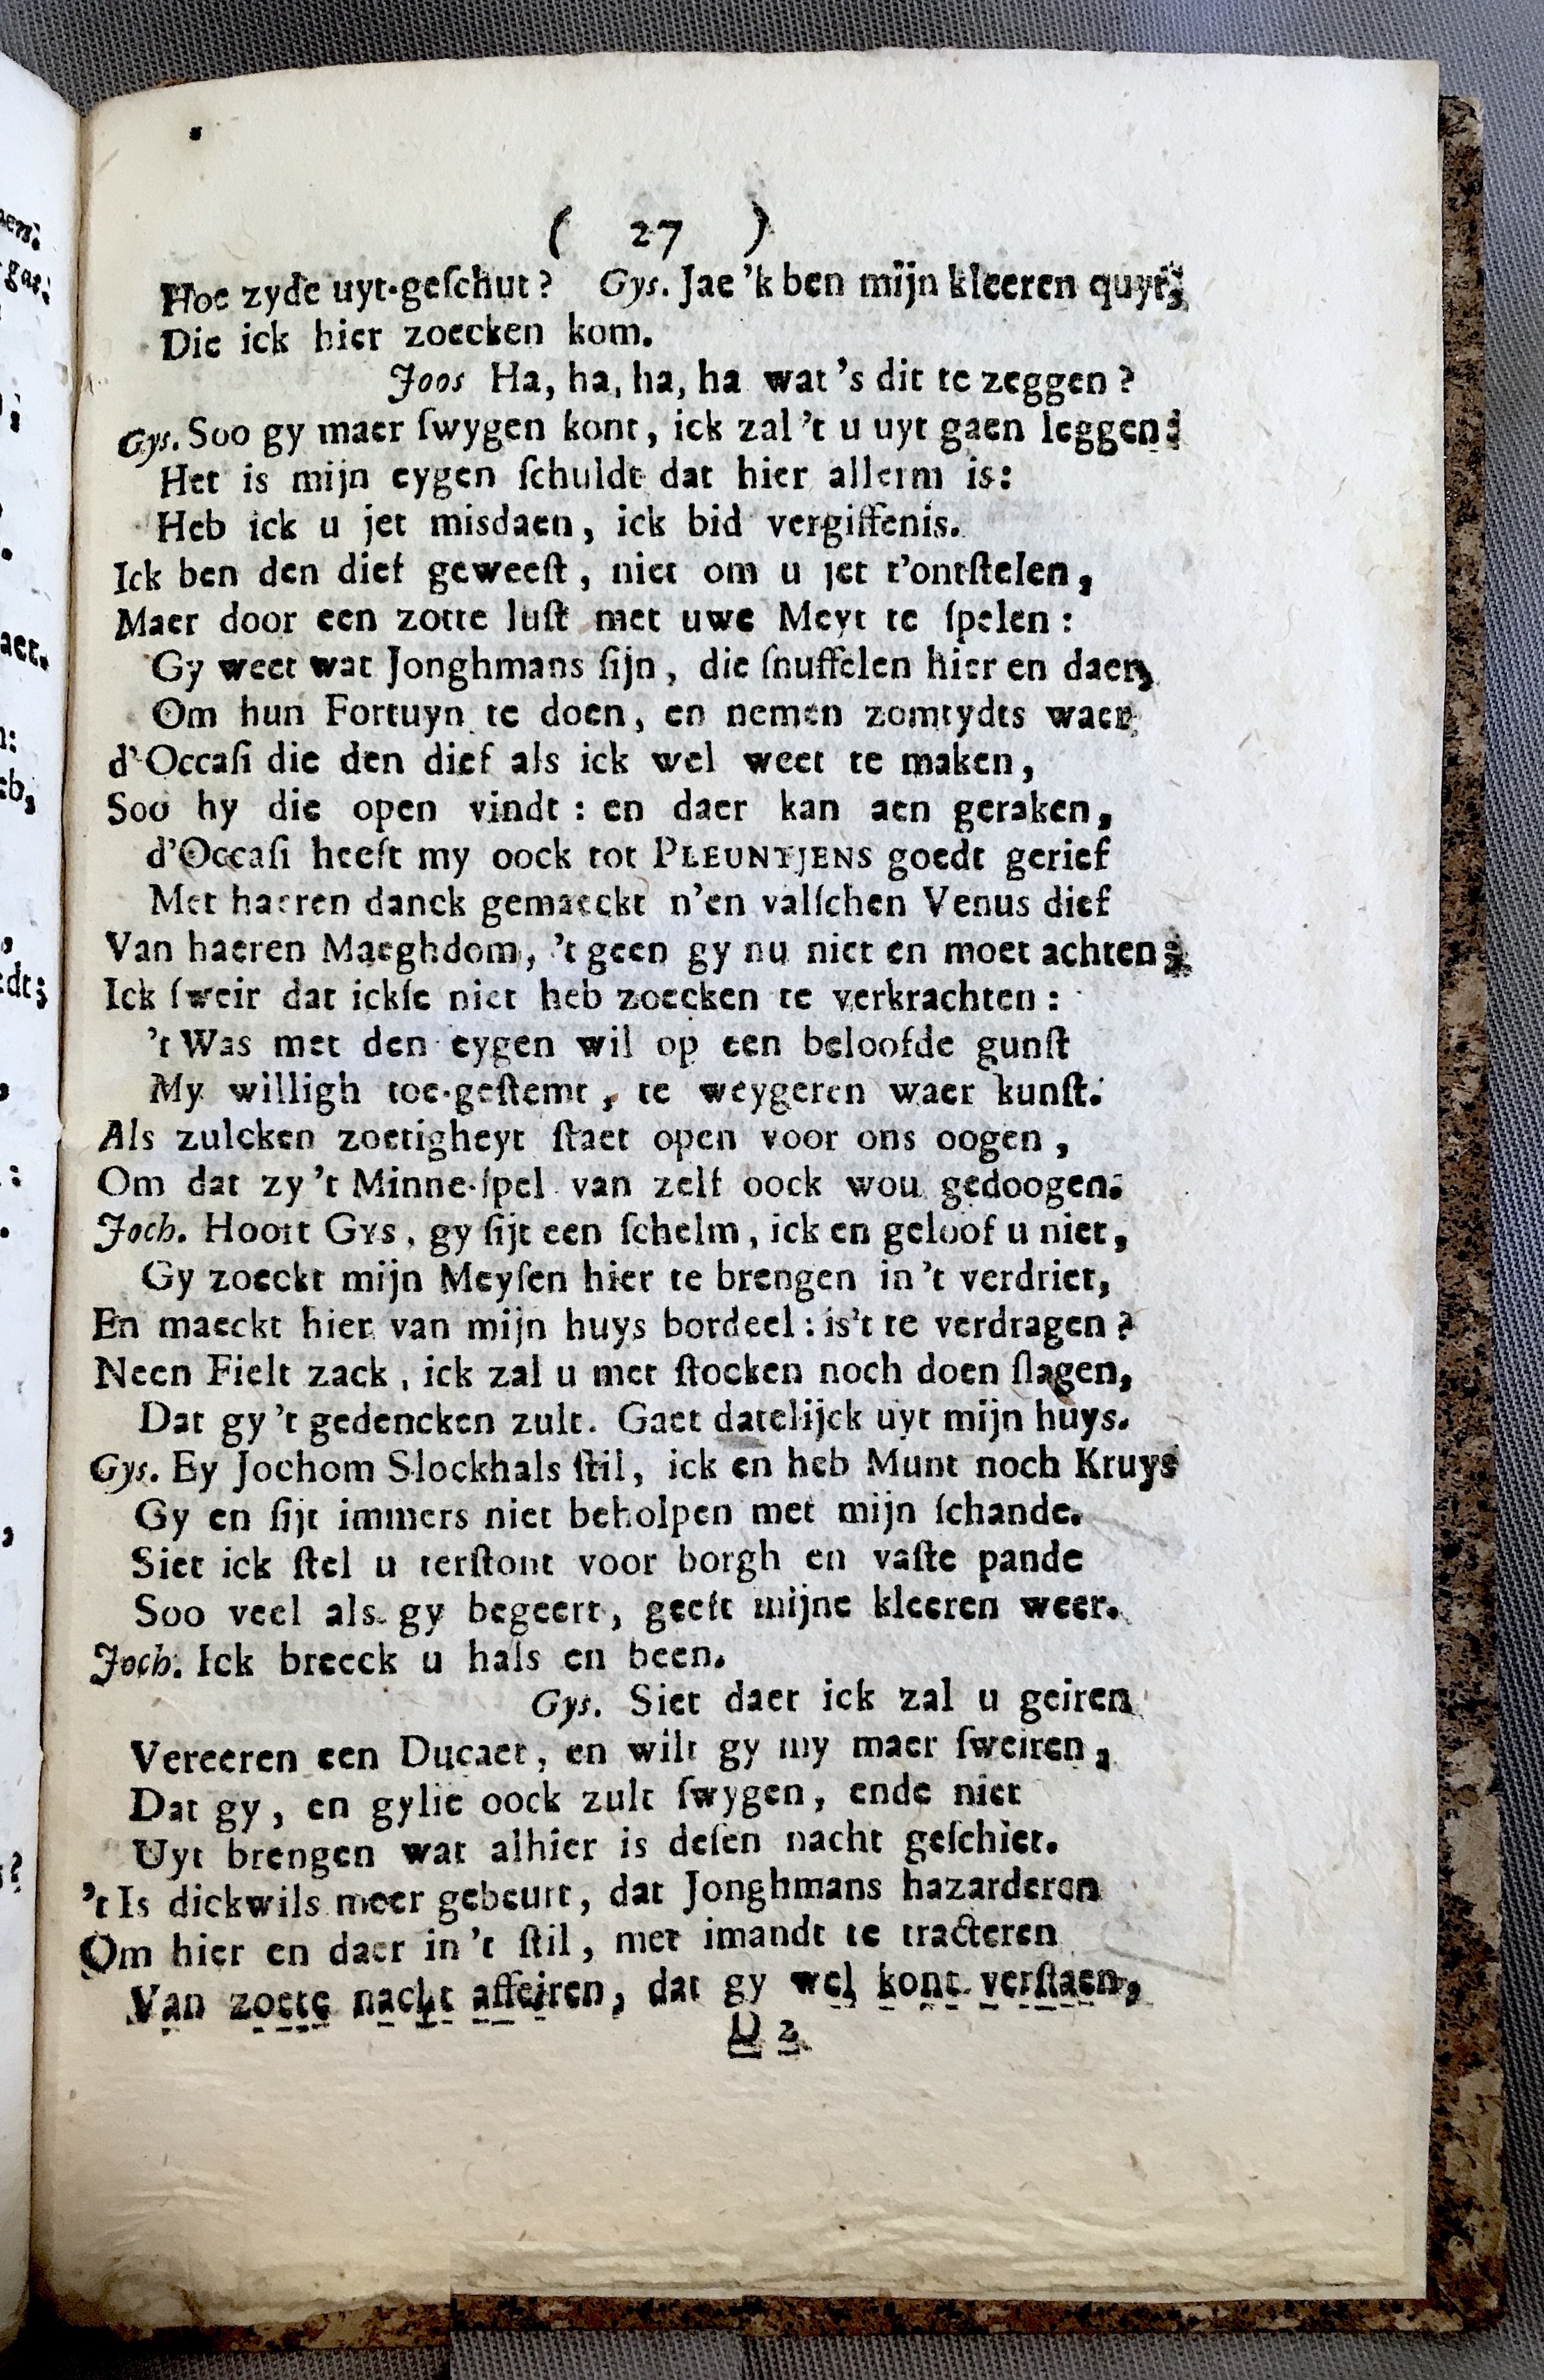 ( 27 )
Hoe zyde uyt-geſchut? Gys. Jae 'k ben mijn kleeren quyt,
Die ick hier zoecken kom.
Joos Ha, ha, ha, ha wat 's dit te zeggen?
Gys. Soo gy maer ſwygen kont, ick zal 't u uyt gaen leggen:
Het is mijn eygen ſchuldt dat hier allerm is:
Heb ick u jet misdaen, ick bid vergiffenis.
Ick ben den dief geweeſt, niet om u jet t'ontſtelen,
Maer door een zotte luſt met uwe Meyt te ſpelen:
Gy weet wat Jonghmans ſijn, die ſnuffelen hier en daer,
Om hun Fortuyn te doen, en nemen zomtydts waer
d'Occaſi die den dief als ick wel weet te maken,
Soo hy die open vindt: en daer kan aen geraken,
d'Occaſi heeft my oock tot PLEUNTJENS goedt gerief
Met haeren danck gemaeckt n'en valſchen Venus dief
Van haeren Maeghdom, 't geen gy nu niet en moet achten;
Ick ſweir dat ickſe niet heb zoecken te verkrachten:
't Was met den eygen wil op een beloofde gunſt
My willigh toe-geſtemt, te weygeren waer kunſt.
Als zulcken zoetigheyt ſtaet open voor ons oogen,
Om dat zy 't Minne-ſpel van zelf oock wou gedoogen.
Joch. Hoort GYS, gy ſijt een ſchelm, ick en geloof u niet,
Gy zoeckt mijn Meyſen hier te brengen in 't verdriet,
En maeckt hier van mijn huys bordeel: is't te verdragen?
Neen Fielt zack, ick zal u met ſtocken noch doen ſlagen,
Dat gy 't gedencken zult. Gaet datelijck uyt mijn huys.
Gys. Ey Jochom Slockhals ſtil, ick en heb Munt noch Kruys
Gy en ſijt immers niet beholpen met mijn ſchande.
Siet ick ſtel u terſtont voor borgh en vaſte pande
Soo veel als gy begeert, geeft mijne kleeren weer.
Joch. Ick breeck u hals en been.
Gys. Siet daer ick zal u geiren
Vereeren een Ducaet, en wilt gy my maer ſweiren,
Dat gy, en gylie oock zult ſwygen, ende niet
Uyt brengen wat alhier is deſen nacht geſchiet.
't Is dickwils meer gebeurt, dat Jonghmans hazarderen
Om hier en daer in 't ſtil, met imandt te tracteren
Van zoete nacht affeiren, dat gy wel kont verſtaen,
D 2